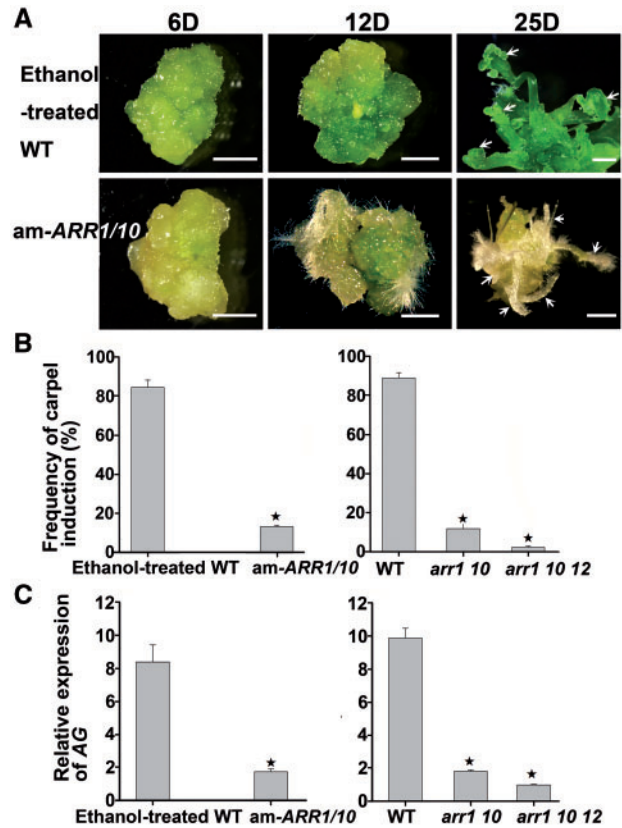 A
6D 12D 25D
Ethanol
-treated
WT
am-ARR1/10
B
Frequency of carpel
induction (%)
100
80
60
40
20
0
Ethanol-treated WT am-ARR1/10
100
80
60
40
20
0
WT arr1 10 arr1 10 12
C
Relative expression
of AG
12
10
8
6
4
2
0
Ethanol-treated WT am-ARR1/10
12
10
8
6
4
2
0
WT arr1 10 arr1 10 12